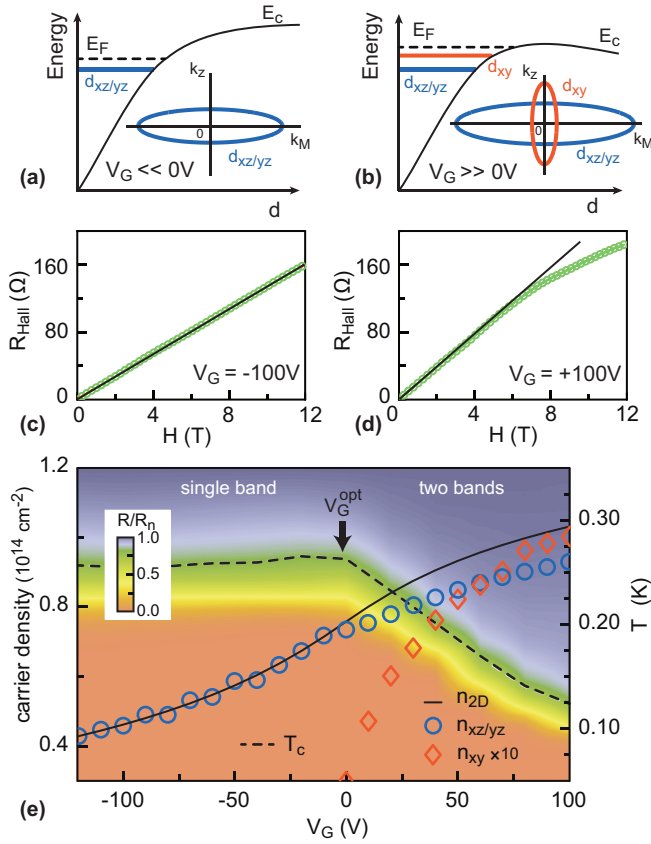 Energy
E_F
E_c
d_xz/yz
k_z
0
k_M
d_xz/yz
V_G << 0V
(a)
d
Energy
E_F
E_c
d_xy
d_xz/yz
k_z
d_xy
0
k_M
d_xz/yz
V_G >> 0V
(b)
d
160
80
0
R_Hall (Ω)
V_G = -100V
0
4
8
12
(c)
H (T)
160
80
0
R_Hall (Ω)
V_G = +100V
0
4
8
12
(d)
H (T)
1.2
0.8
0.4
carrier density (10^14 cm^-2)
single band
V_G^opt
two bands
R/R_n
1.0
0.5
0.0
T_c
n_2D
n_xz/yz
n_xy ×10
0.30
0.20
0.10
T (K)
-100
-50
0
50
100
(e)
V_G (V)